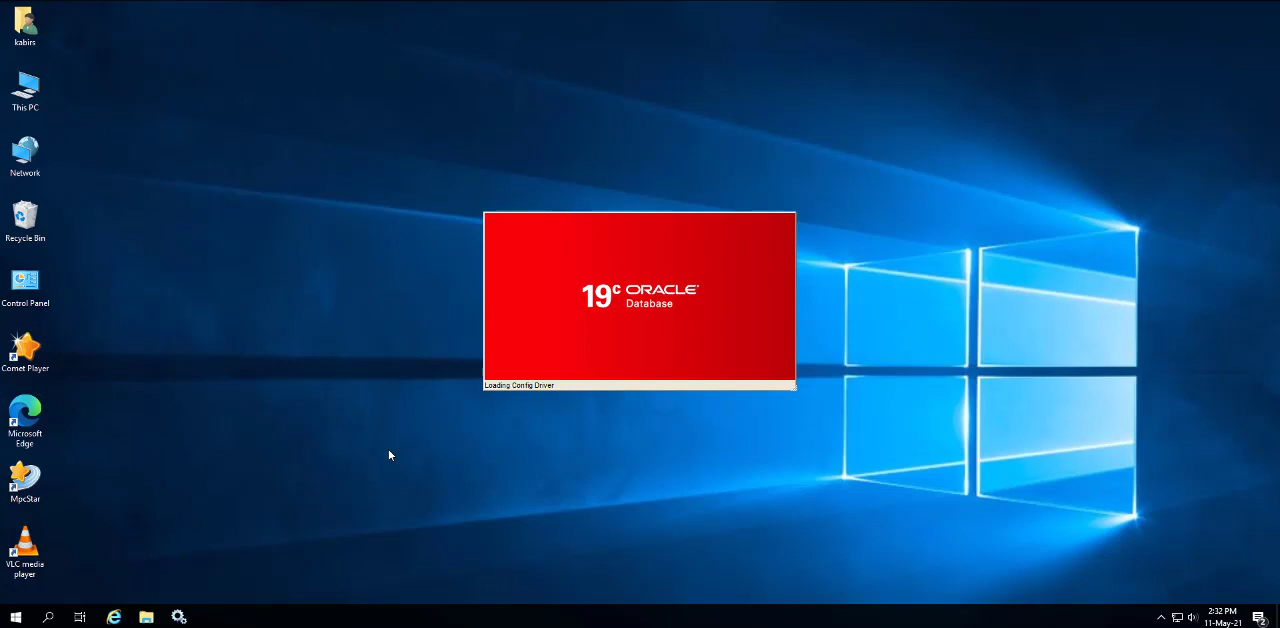 kabirs
This PC
Network
Recycle Bin
Control Panel
Comet Player
Microsoft
Edge
MpcStar
VLC media
player
19c ORACLE
Database
Loading Config Driver
2:32 PM
11-May-21
2